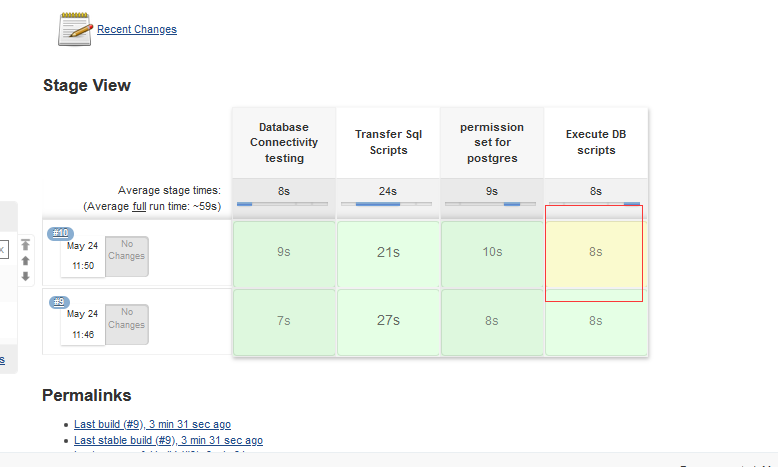 Recent Changes
Stage View
Database
Connectivity
testing
Transfer Sql
Scripts
permission
set for
postgres
Execute DB
scripts
Average stage times:
(Average full run time: ~59s)
8s
24s
9s
8s
#10
May 24
11:50
No
Changes
9s
21s
10s
8s
#9
May 24
11:46
No
Changes
7s
27s
8s
8s
Permalinks
Last build (#9), 3 min 31 sec ago
Last stable build (#9), 3 min 31 sec ago